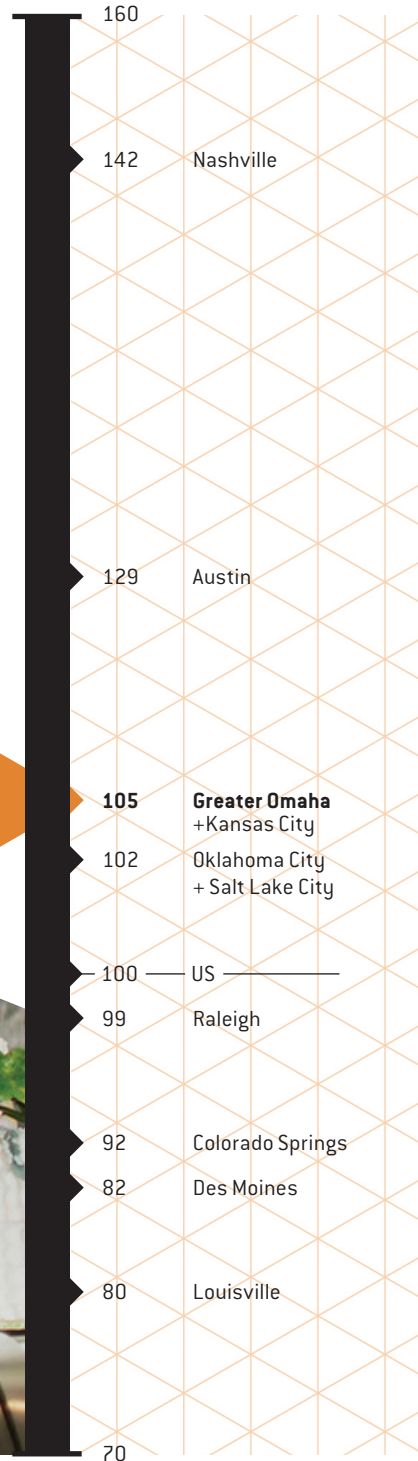 160
142 Nashville
129 Austin
105 Greater Omaha
+Kansas City
102 Oklahoma City
+ Salt Lake City
100 US
99 Raleigh
92 Colorado Springs
82 Des Moines
80 Louisville
70